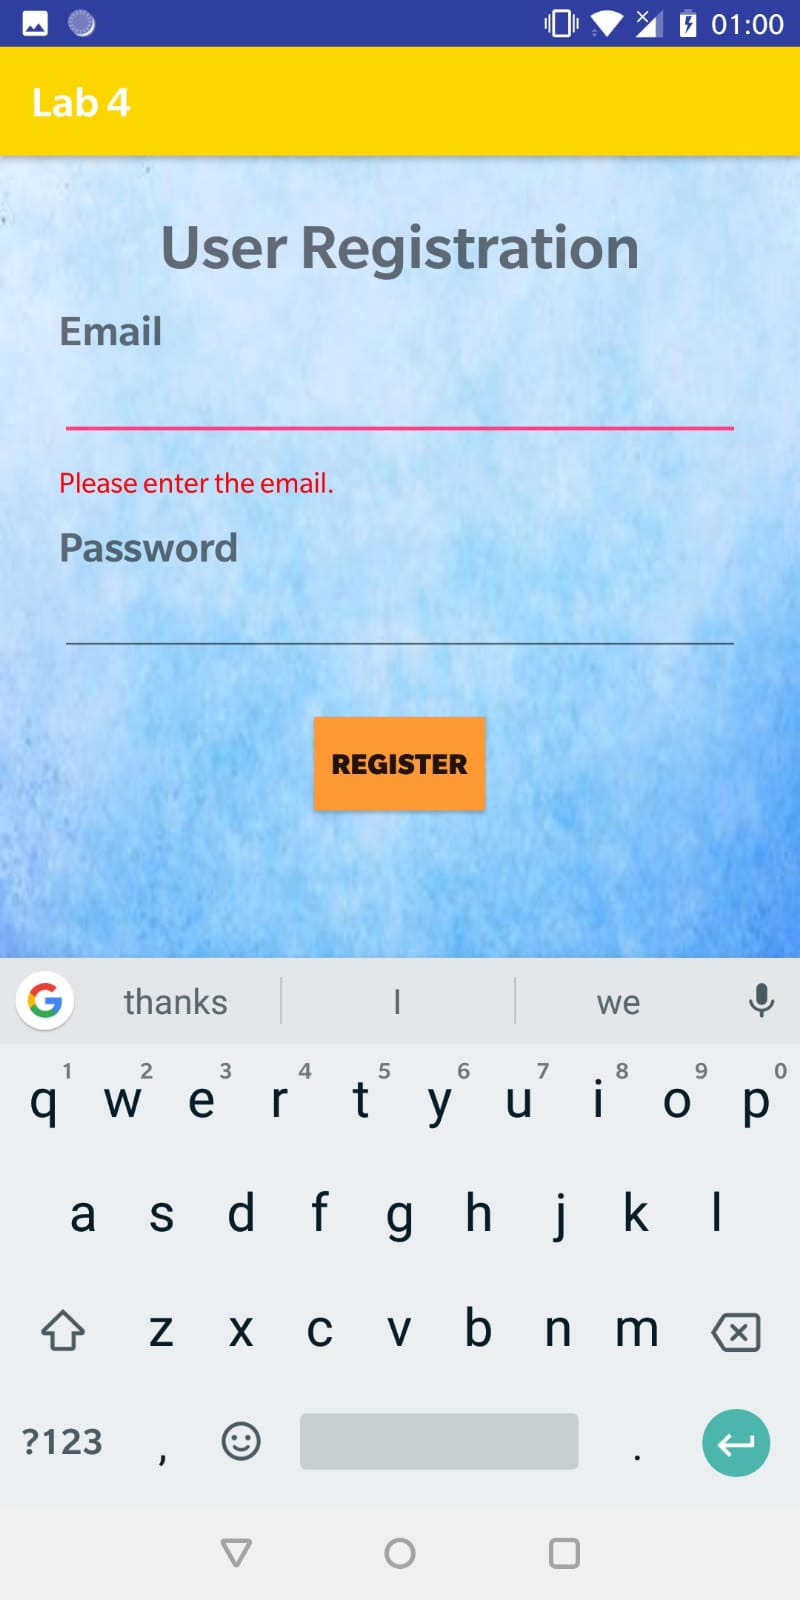 01:00
Lab 4
User Registration
Email
Please enter the email.
Password
REGISTER
thanks I we
1 2 3 4 5 6 7 8 9 0
q w e r t y u i o p
a s d f g h j k l
z x c v b n m
?123 , .